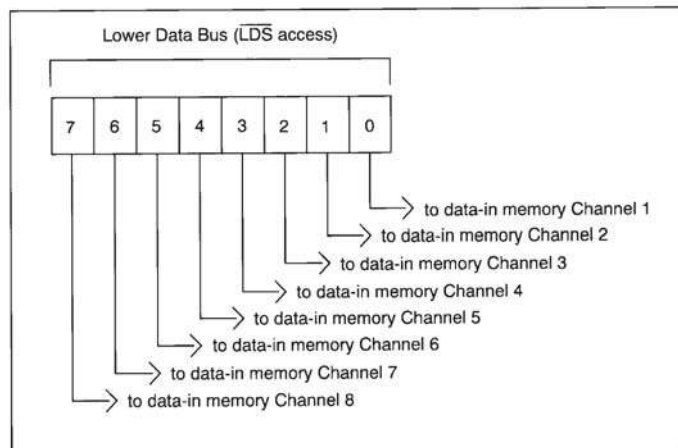 Lower Data Bus (LDS access)
7 6 5 4 3 2 1 0
to data-in memory Channel 1
to data-in memory Channel 2
to data-in memory Channel 3
to data-in memory Channel 4
to data-in memory Channel 5
to data-in memory Channel 6
to data-in memory Channel 7
to data-in memory Channel 8